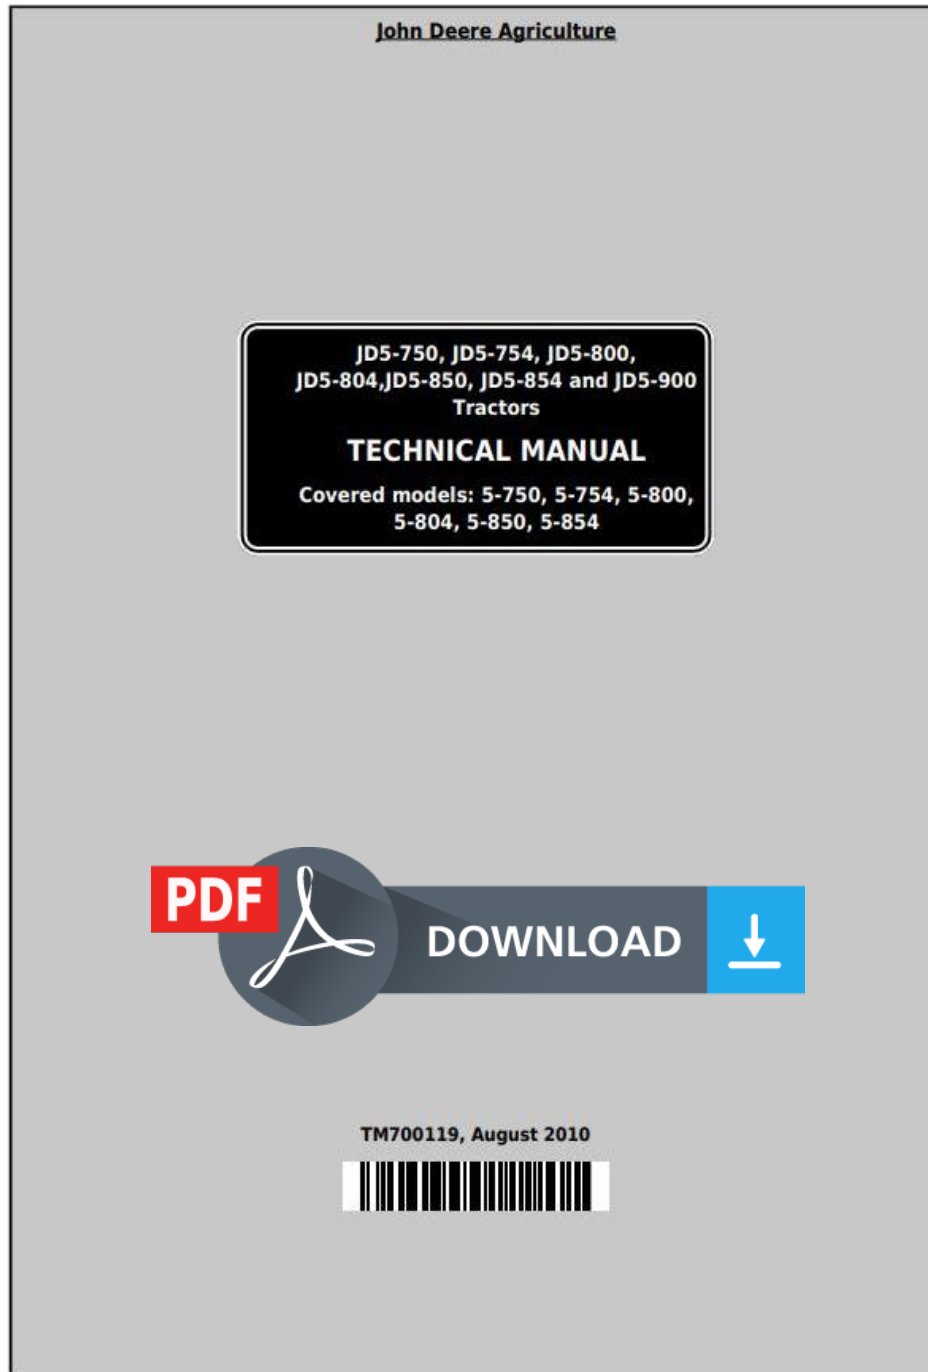 John Deere Agriculture
JD5-750, JD5-754, JD5-800,
JD5-804,JD5-850, JD5-854 and JD5-900
Tractors
TECHNICAL MANUAL
Covered models: 5-750, 5-754, 5-800,
5-804, 5-850, 5-854
PDF
DOWNLOAD
TM700119, August 2010